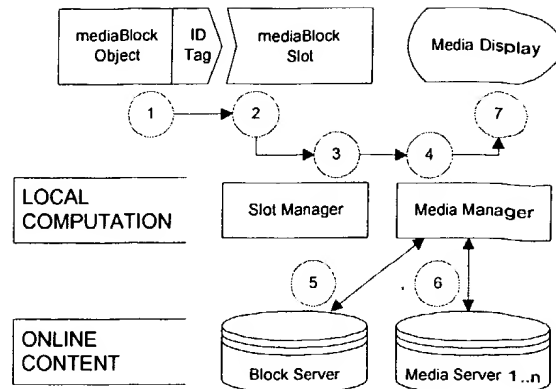 mediaBlock
Object
ID
Tag
mediaBlock
Slot
Media Display
1
2
7
3
4
LOCAL
COMPUTATION
Slot Manager
Media Manager
5
6
ONLINE
CONTENT
Block Server
Media Server 1..n